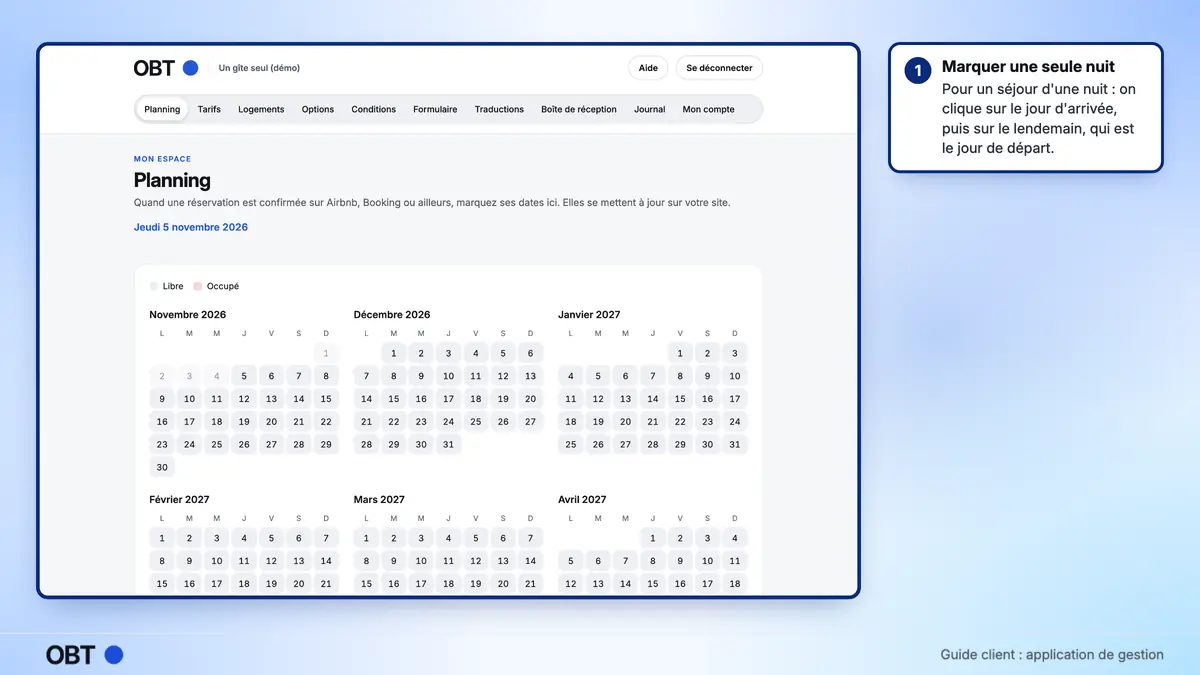 OBT
Un gîte seul (démo)
Aide
Se déconnecter
Planning Tarifs Logements Options Conditions Formulaire Traductions Boîte de réception Journal Mon compte
MON ESPACE
Planning
Quand une réservation est confirmée sur Airbnb, Booking ou ailleurs, marquez ses dates ici. Elles se mettent à jour sur votre site.
Jeudi 5 novembre 2026
Libre Occupé
Novembre 2026
L M M J V S D
1
2 3 4 5 6 7 8
9 10 11 12 13 14 15
16 17 18 19 20 21 22
23 24 25 26 27 28 29
30
Décembre 2026
L M M J V S D
1 2 3 4 5 6
7 8 9 10 11 12 13
14 15 16 17 18 19 20
21 22 23 24 25 26 27
28 29 30 31
Janvier 2027
L M M J V S D
1 2 3
4 5 6 7 8 9 10
11 12 13 14 15 16 17
18 19 20 21 22 23 24
25 26 27 28 29 30 31
Février 2027
L M M J V S D
1 2 3 4 5 6 7
8 9 10 11 12 13 14
15 16 17 18 19 20 21
Mars 2027
L M M J V S D
1 2 3 4 5 6 7
8 9 10 11 12 13 14
15 16 17 18 19 20 21
Avril 2027
L M M J V S D
1 2 3 4
5 6 7 8 9 10 11
12 13 14 15 16 17 18
1
Marquer une seule nuit
Pour un séjour d'une nuit : on
clique sur le jour d'arrivée,
puis sur le lendemain, qui est
le jour de départ.
OBT
Guide client : application de gestion